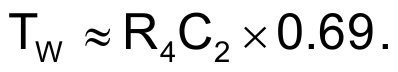 T_W ≈ R_4C_2 × 0.69.